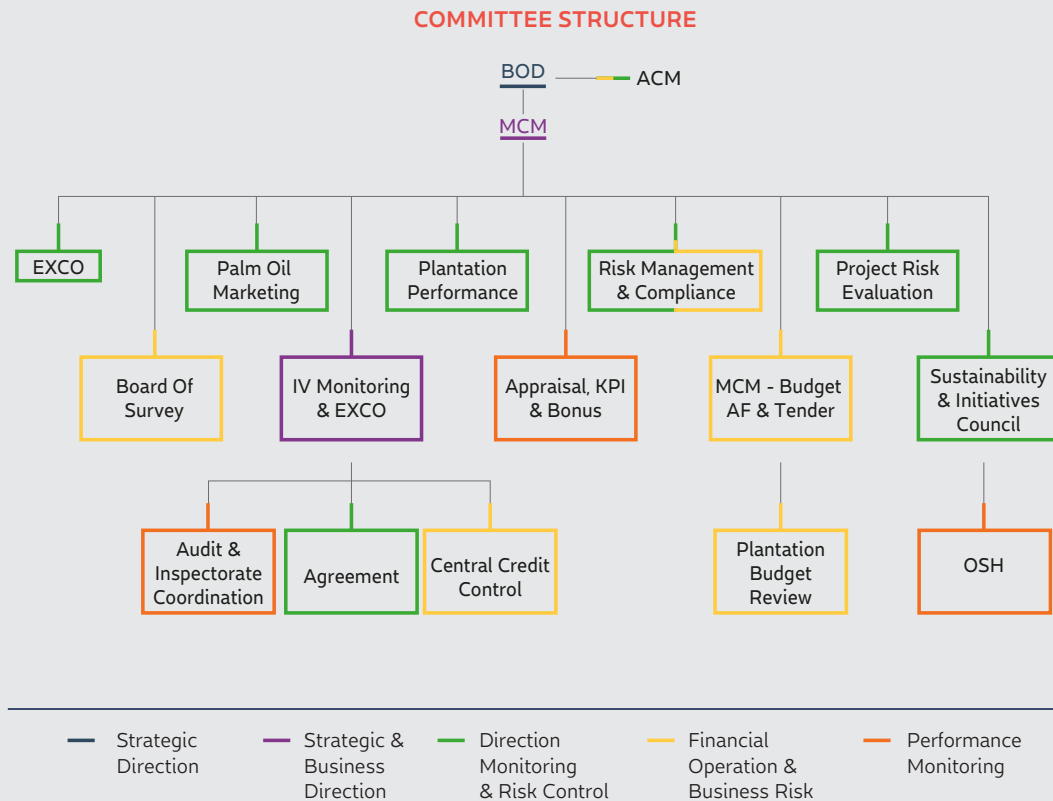 COMMITTEE STRUCTURE
BOD
ACM
MCM
EXCO
Palm Oil
Marketing
Plantation
Performance
Risk Management
& Compliance
Project Risk
Evaluation
Board Of
Survey
IV Monitoring
& EXCO
Appraisal, KPI
& Bonus
MCM - Budget
AF & Tender
Sustainability
& Initiatives
Council
Audit &
Inspectorate
Coordination
Agreement
Central Credit
Control
Plantation
Budget
Review
OSH
Strategic
Direction
Strategic &
Business
Direction
Direction
Monitoring
& Risk Control
Financial
Operation &
Business Risk
Performance
Monitoring